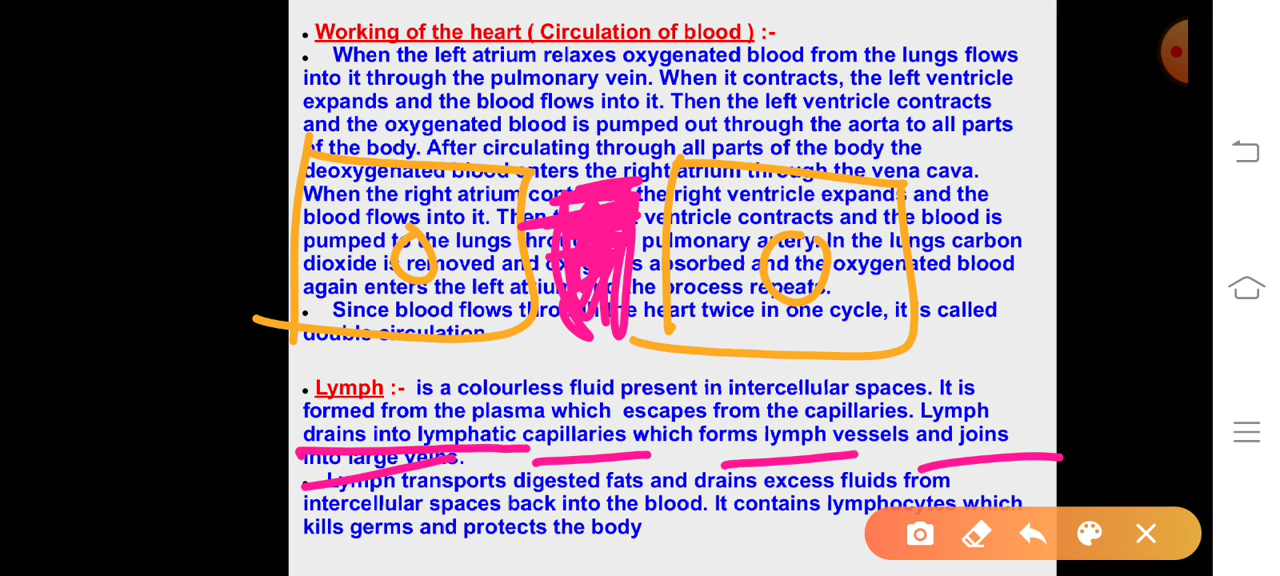 Working of the heart ( Circulation of blood ) :-
When the left atrium relaxes oxygenated blood from the lungs flows
into it through the pulmonary vein. When it contracts, the left ventricle
expands and the blood flows into it. Then the left ventricle contracts
and the oxygenated blood is pumped out through the aorta to all parts
of the body. After circulating through all parts of the body the
deoxygenated blood enters the right atrium through the vena cava.
When the right atrium the right ventricle expands and the
blood flows into it. Then ventricle contracts and the blood is
pumped to the lungs through pulmonary artery. In the lungs carbon
dioxide is removed and absorbed and the oxygenated blood
again enters the left atrium and the process repeats.
Since blood flows through the heart twice in one cycle, it is called
double circulation
Lymph :- is a colourless fluid present in intercellular spaces. It is
formed from the plasma which escapes from the capillaries. Lymph
drains into lymphatic capillaries which forms lymph vessels and joins
into large veins.
Lymph transports digested fats and drains excess fluids from
intercellular spaces back into the blood. It contains lymphocytes which
kills germs and protects the body